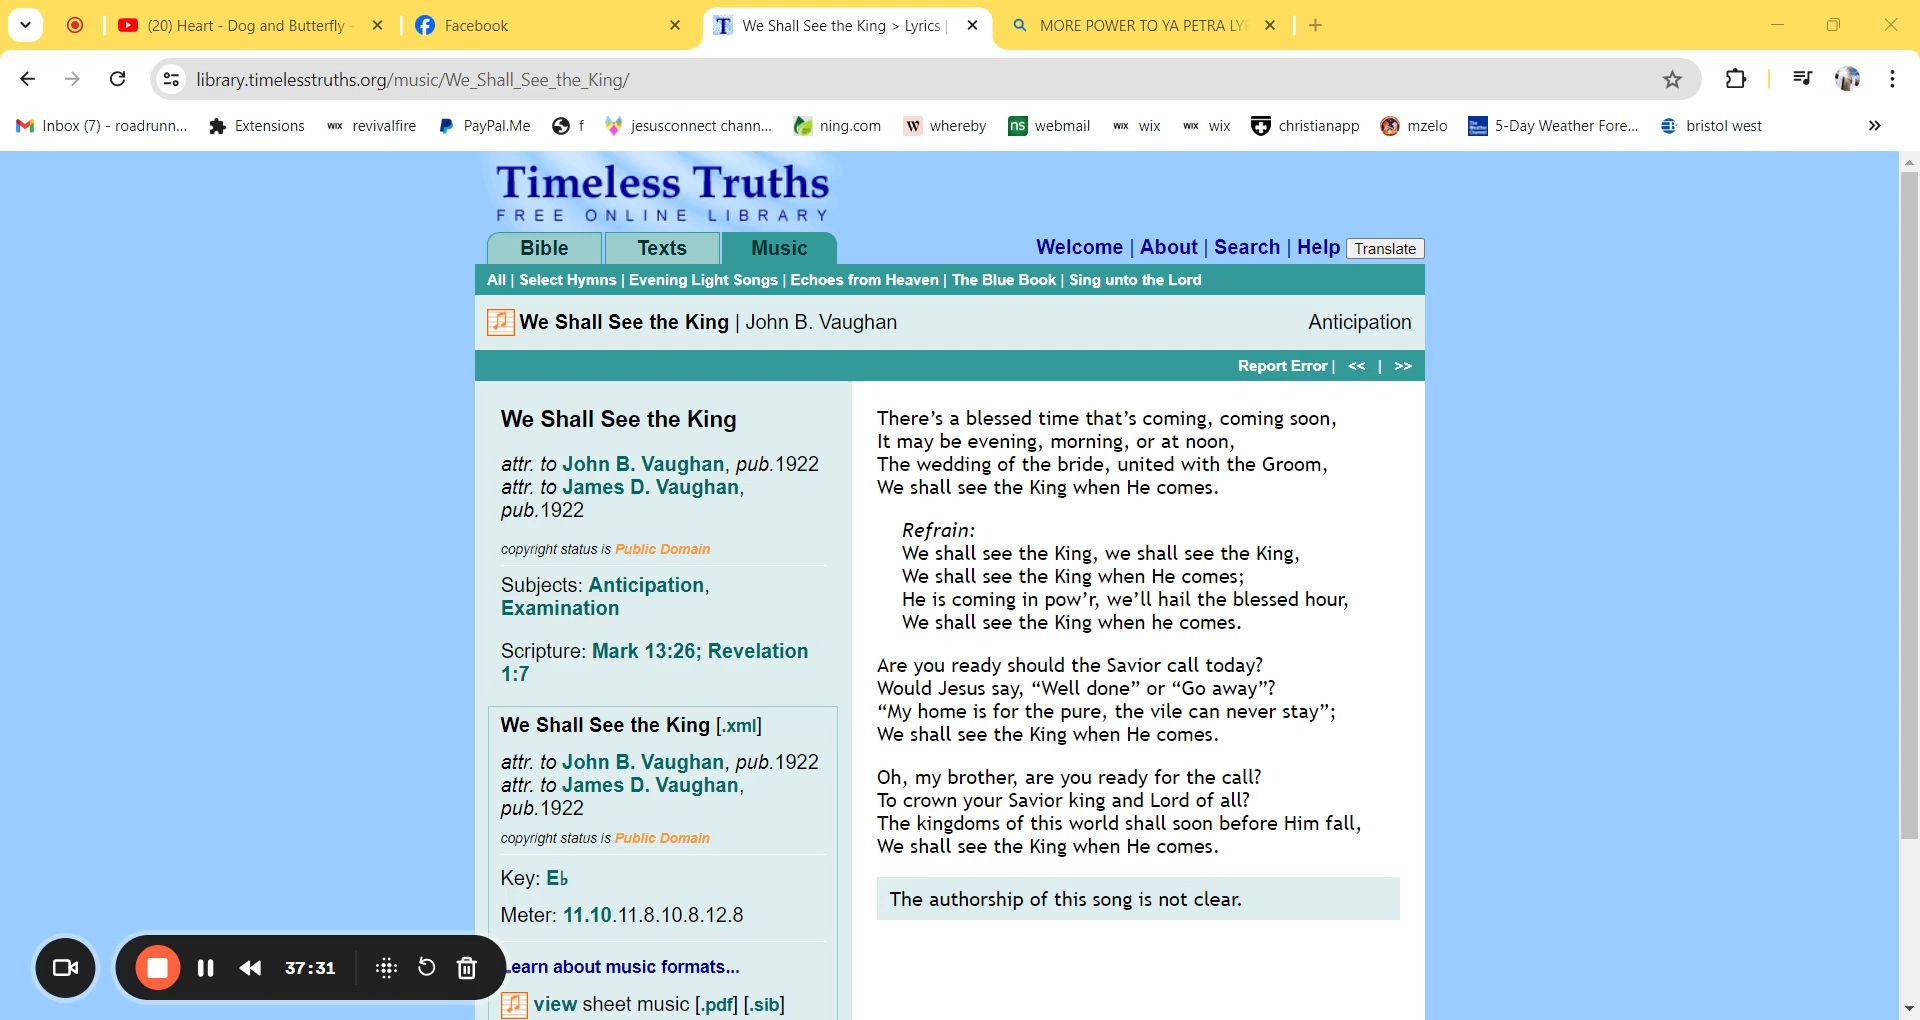 (20) Heart - Dog and Butterfly -
Facebook
We Shall See the King > Lyrics |
MORE POWER TO YA PETRA LY
library.timelesstruths.org/music/We_Shall_See_the_King/
Inbox (7) - roadrunn...
Extensions
WIX revivalfire
PayPal.Me
f
jesusconnect chann...
ning.com
w whereby
ns webmail
WIX wix
WIX wix
christianapp
mzelo
5-Day Weather Fore...
bristol west
Timeless Truths
FREE ONLINE LIBRARY
Bible
Texts
Music
Welcome | About | Search | Help Translate
All | Select Hymns | Evening Light Songs | Echoes from Heaven | The Blue Book | Sing unto the Lord
We Shall See the King | John B. Vaughan
Anticipation
Report Error | << | >>
We Shall See the King
attr. to John B. Vaughan, pub.1922
attr. to James D. Vaughan,
pub.1922
copyright status is Public Domain
Subjects: Anticipation,
Examination
Scripture: Mark 13:26; Revelation
1:7
We Shall See the King [.xml]
attr. to John B. Vaughan, pub.1922
attr. to James D. Vaughan,
pub.1922
copyright status is Public Domain
Key: E♭
Meter: 11.10.11.8.10.8.12.8
Learn about music formats...
view sheet music [.pdf] [.sib]
There's a blessed time that's coming, coming soon,
It may be evening, morning, or at noon,
The wedding of the bride, united with the Groom,
We shall see the King when He comes.
Refrain:
We shall see the King, we shall see the King,
We shall see the King when He comes;
He is coming in pow'r, we'll hail the blessed hour,
We shall see the King when he comes.
Are you ready should the Savior call today?
Would Jesus say, “Well done” or “Go away”?
“My home is for the pure, the vile can never stay”;
We shall see the King when He comes.
Oh, my brother, are you ready for the call?
To crown your Savior king and Lord of all?
The kingdoms of this world shall soon before Him fall,
We shall see the King when He comes.
The authorship of this song is not clear.
37:31